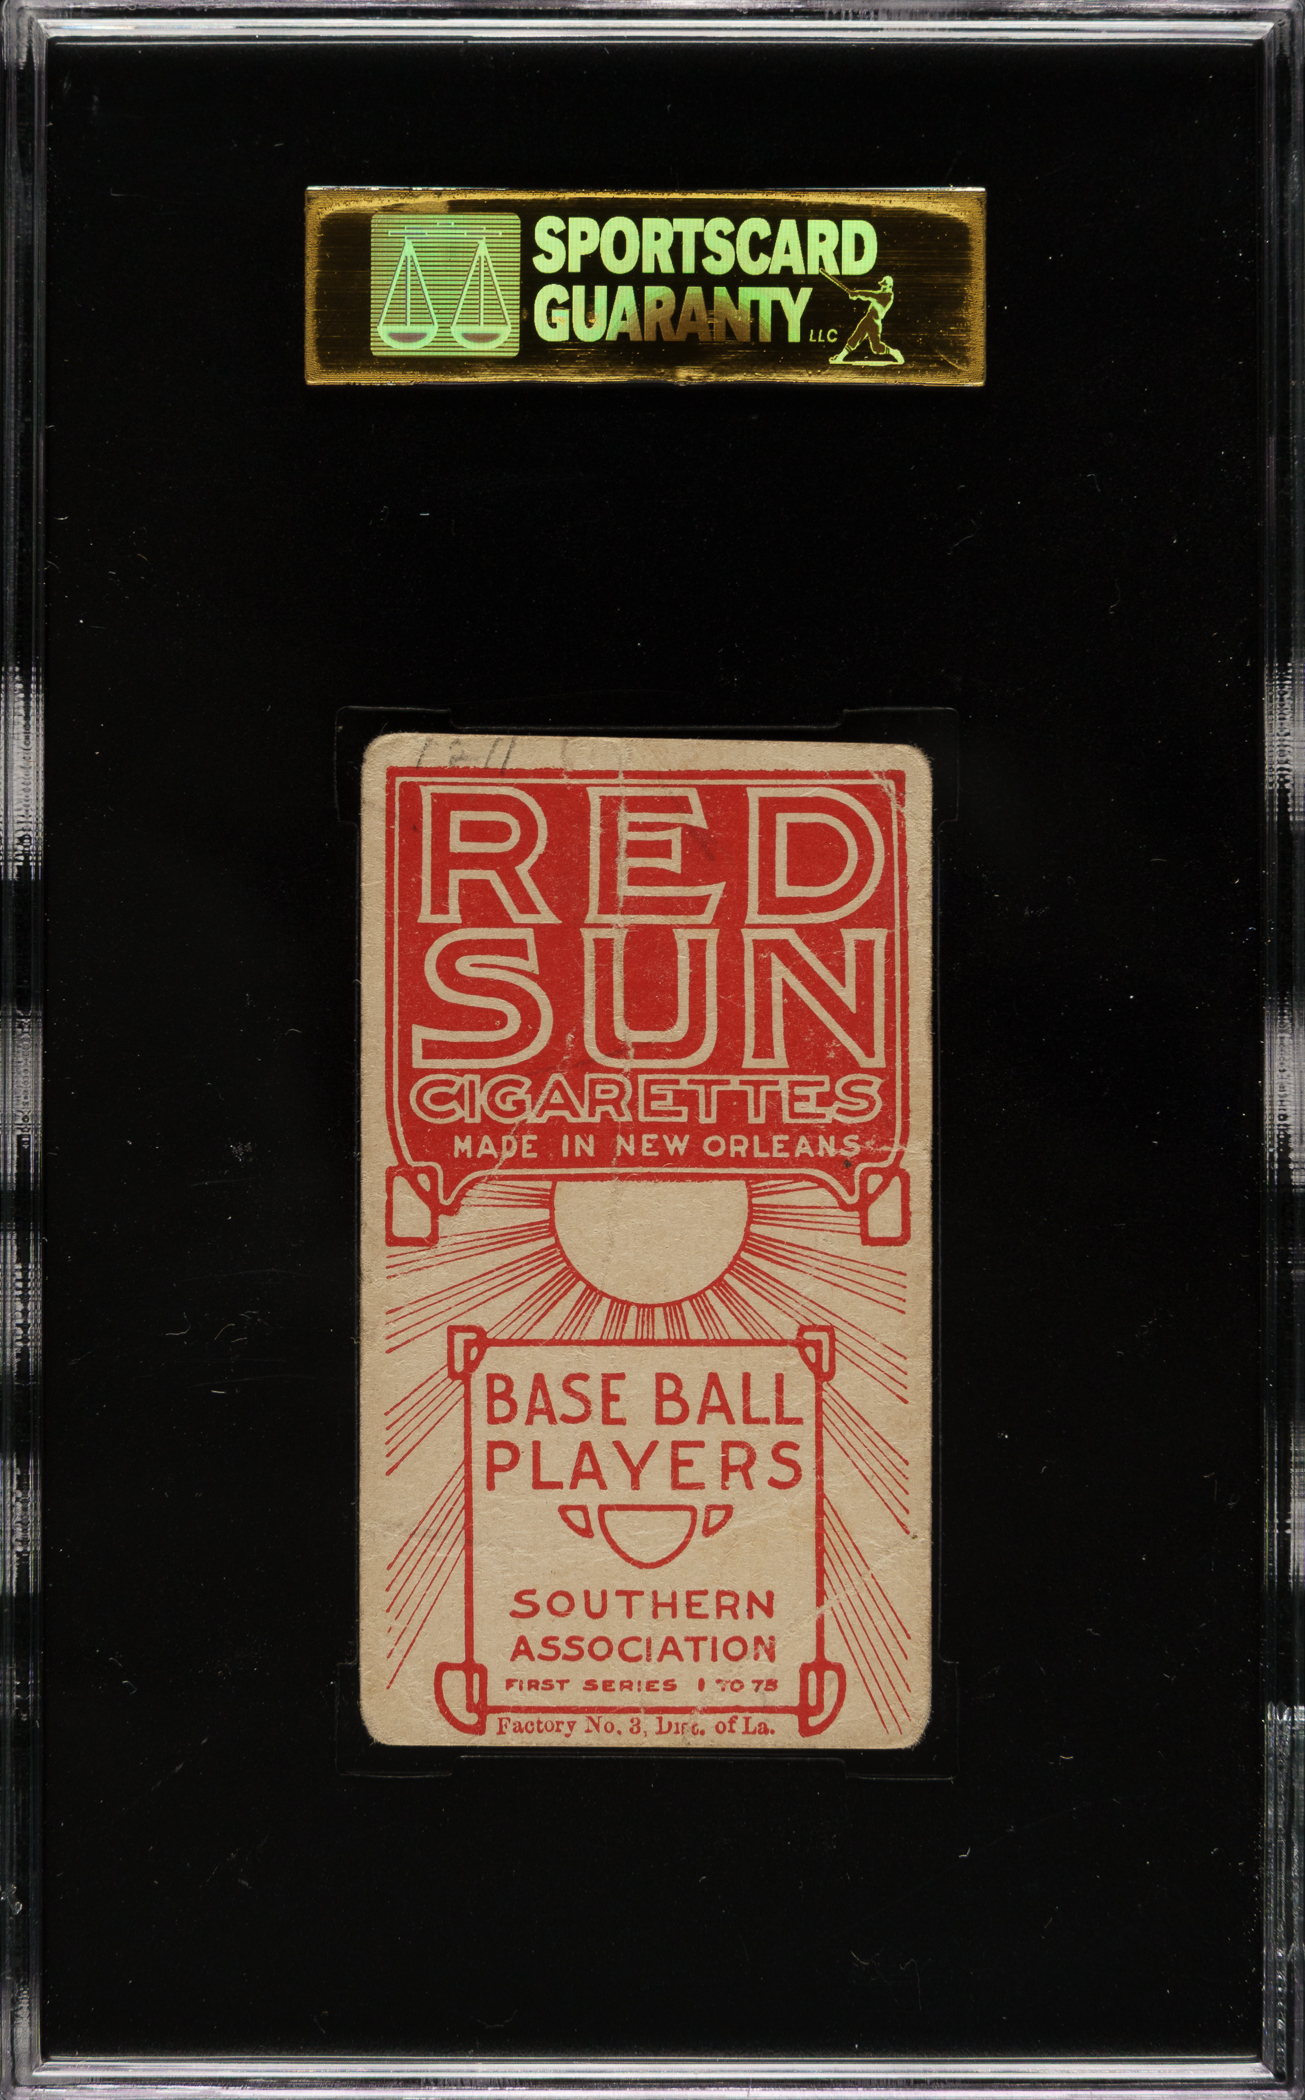 SPORTSCARD
GUARANTY LLC
RED
SUN
CIGARETTES
MADE IN NEW ORLEANS
BASE BALL
PLAYERS
SOUTHERN
ASSOCIATION
FIRST SERIES 1 TO 75
Factory No. 3, Dist. of La.